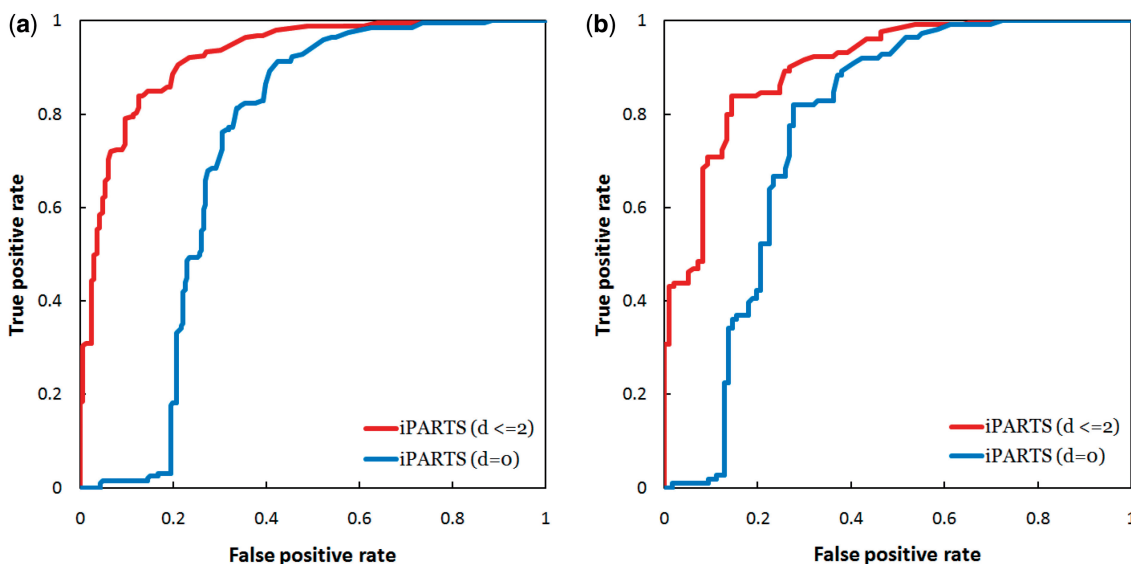 (a)
True positive rate
1
0.8
0.6
0.4
0.2
0
iPARTS (d <=2)
iPARTS (d=0)
0
0.2
0.4
0.6
0.8
1
False positive rate
(b)
True positive rate
1
0.8
0.6
0.4
0.2
0
iPARTS (d <=2)
iPARTS (d=0)
0
0.2
0.4
0.6
0.8
1
False positive rate